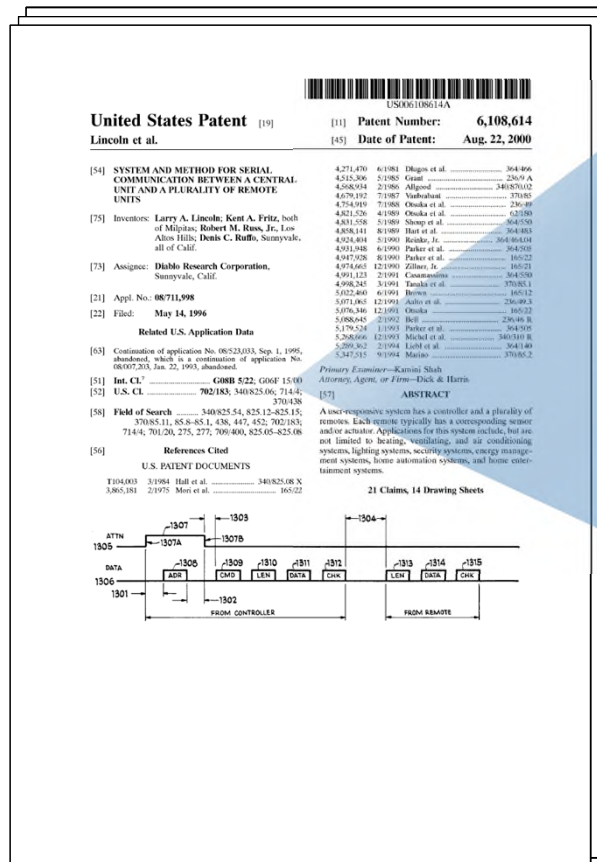 US006108614A
United States Patent [19]
Lincoln et al.
[11] Patent Number: 6,108,614
[45] Date of Patent: Aug. 22, 2000
[54] SYSTEM AND METHOD FOR SERIAL
COMMUNICATION BETWEEN A CENTRAL
UNIT AND A PLURALITY OF REMOTE
UNITS
[75] Inventors: Larry A. Lincoln; Kent A. Fritz, both
of Milpitas; Robert M. Russ, Jr., Los
Altos Hills; Denis C. Ruffo, Sunnyvale,
all of Calif.
[73] Assignee: Diablo Research Corporation,
Sunnyvale, Calif.
[21] Appl. No.: 08/711,998
[22] Filed: May 14, 1996
Related U.S. Application Data
[63] Continuation of application No. 08/523,033, Sep. 1, 1995,
abandoned, which is a continuation of application No.
08/007,203, Jan. 22, 1993, abandoned.
[51] Int. Cl.7 ........................ G08B 5/22; G06F 15/00
[52] U.S. Cl. ................... 702/183; 340/825.06; 714/4;
370/438
[58] Field of Search .......... 340/825.54, 825.12–825.15;
370/85.11, 85.8–85.1, 438, 447, 452; 702/183;
714/4; 701/20, 275, 277; 709/400, 825.05–825.08
[56] References Cited
U.S. PATENT DOCUMENTS
T104,003 3/1984 Hall et al. ..................... 340/825.08 X
3,865,181 2/1975 Mori et al. .......................... 165/22
4,271,470 6/1981 Dlugos et al. ......................... 364/466
4,515,306 5/1985 Grant .................................. 236/9 A
4,568,934 2/1986 Allgood ............................ 340/870.02
4,679,192 7/1987 Vanbrabant ............................ 370/85
4,754,919 7/1988 Otsuka et al. .......................... 236/49
4,821,526 4/1989 Otsuka et al. .......................... 62/180
4,831,558 5/1989 Shoup et al. .......................... 364/550
4,858,141 8/1989 Hart et al. ............................ 364/483
4,924,404 5/1990 Reinke, Jr. ........................ 364/464.04
4,931,948 6/1990 Parker et al. .......................... 364/505
4,947,928 8/1990 Parker et al. .......................... 165/22
4,974,665 12/1990 Zillner, Jr. ........................... 165/21
4,991,123 2/1991 Casamassima ......................... 364/550
4,998,245 3/1991 Tanaka et al. ........................ 370/85.1
5,022,460 6/1991 Brown ................................. 165/12
5,071,065 12/1991 Aalto et al. ......................... 236/49.3
5,076,346 12/1991 Otsuka ................................ 165/22
5,088,645 2/1992 Bell .................................. 236/46 R
5,179,524 1/1993 Parker et al. ......................... 364/505
5,268,666 12/1993 Michel et al. ....................... 340/310 R
5,289,362 2/1994 Liebl et al. .......................... 364/140
5,347,515 9/1994 Marino ............................... 370/85.2
Primary Examiner—Kamini Shah
Attorney, Agent, or Firm—Dick & Harris
[57] ABSTRACT
A user-responsive system has a controller and a plurality of
remotes. Each remote typically has a corresponding sensor
and/or actuator. Applications for this system include, but are
not limited to heating, ventilating, and air conditioning
systems, lighting systems, security systems, energy manage-
ment systems, home automation systems, and home enter-
tainment systems.
21 Claims, 14 Drawing Sheets
1307 1303 1304
ATTN 1307A 1307B
1305
1308 1309 1310 1311 1312 1313 1314 1315
DATA ADR CMD LEN DATA CHK LEN DATA CHK
1306
1301 1302
FROM CONTROLLER FROM REMOTE